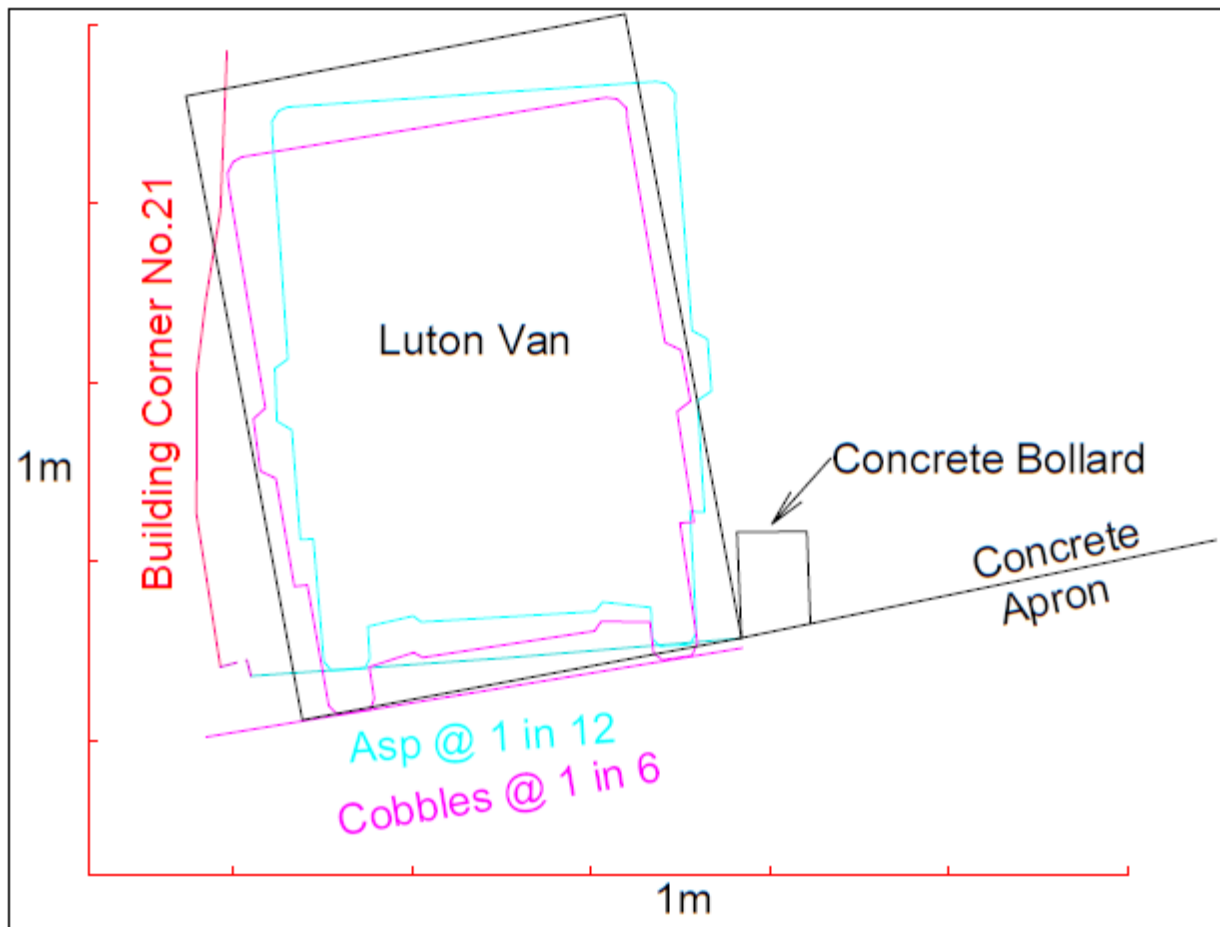 Building Corner No.21
Luton Van
1m
Concrete Bollard
Concrete
Apron
Asp @ 1 in 12
Cobbles @ 1 in 6
1m